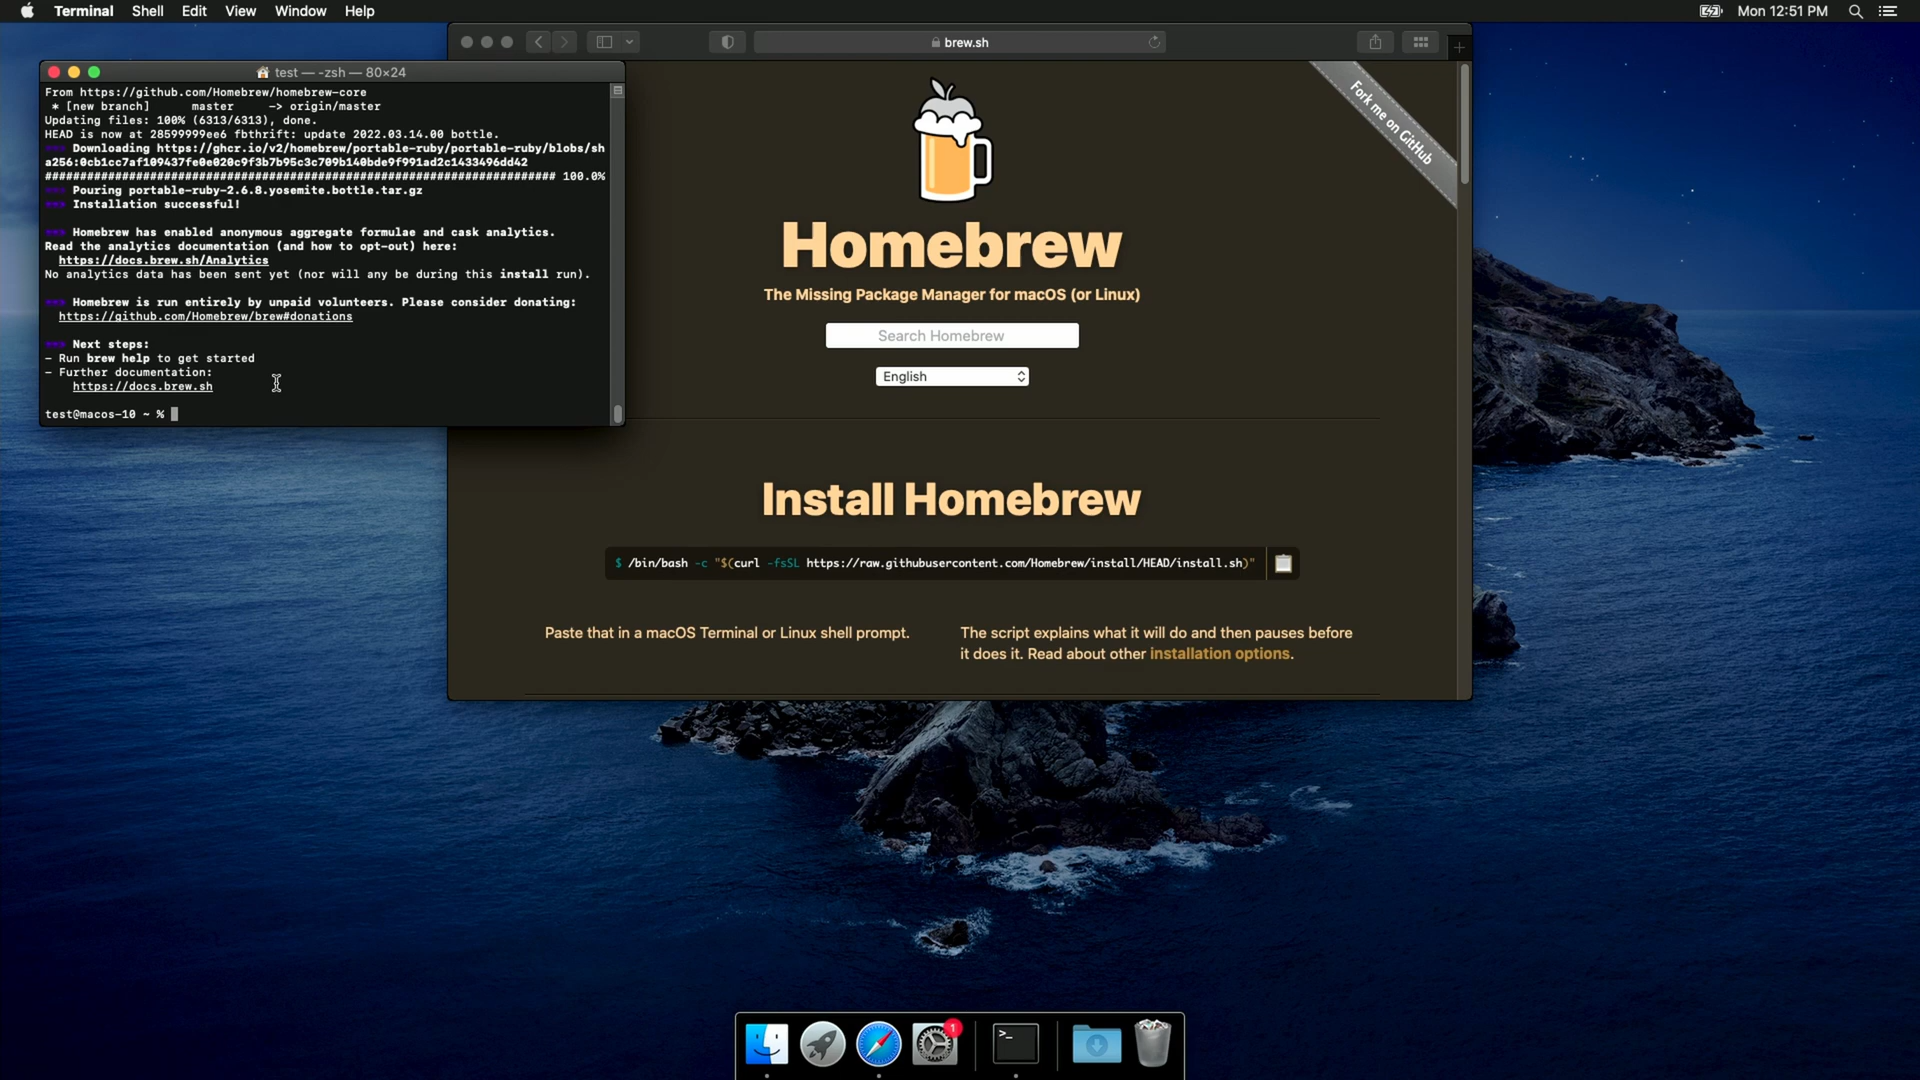 Terminal Shell Edit View Window Help
Mon 12:51 PM
brew.sh
test — -zsh — 80×24
From https://github.com/Homebrew/homebrew-core
* [new branch] master -> origin/master
Updating files: 100% (6313/6313), done.
HEAD is now at 28599999ee6 fbthrift: update 2022.03.14.00 bottle.
==> Downloading https://ghcr.io/v2/homebrew/portable-ruby/portable-ruby/blobs/sh
a256:0cb1cc7af109437fe0e020c9f3b7b95c3c709b140bde9f991ad2c1433496dd42
######################################################################### 100.0%
==> Pouring portable-ruby-2.6.8.yosemite.bottle.tar.gz
==> Installation successful!
==> Homebrew has enabled anonymous aggregate formulae and cask analytics.
Read the analytics documentation (and how to opt-out) here:
https://docs.brew.sh/Analytics
No analytics data has been sent yet (nor will any be during this install run).
==> Homebrew is run entirely by unpaid volunteers. Please consider donating:
https://github.com/Homebrew/brew#donations
==> Next steps:
- Run brew help to get started
- Further documentation:
https://docs.brew.sh
test@macos-10 ~ %
Fork me on GitHub
Homebrew
The Missing Package Manager for macOS (or Linux)
Search Homebrew
English
Install Homebrew
$ /bin/bash -c "$(curl -fsSL https://raw.githubusercontent.com/Homebrew/install/HEAD/install.sh)"
Paste that in a macOS Terminal or Linux shell prompt.
The script explains what it will do and then pauses before
it does it. Read about other installation options.
1
>_